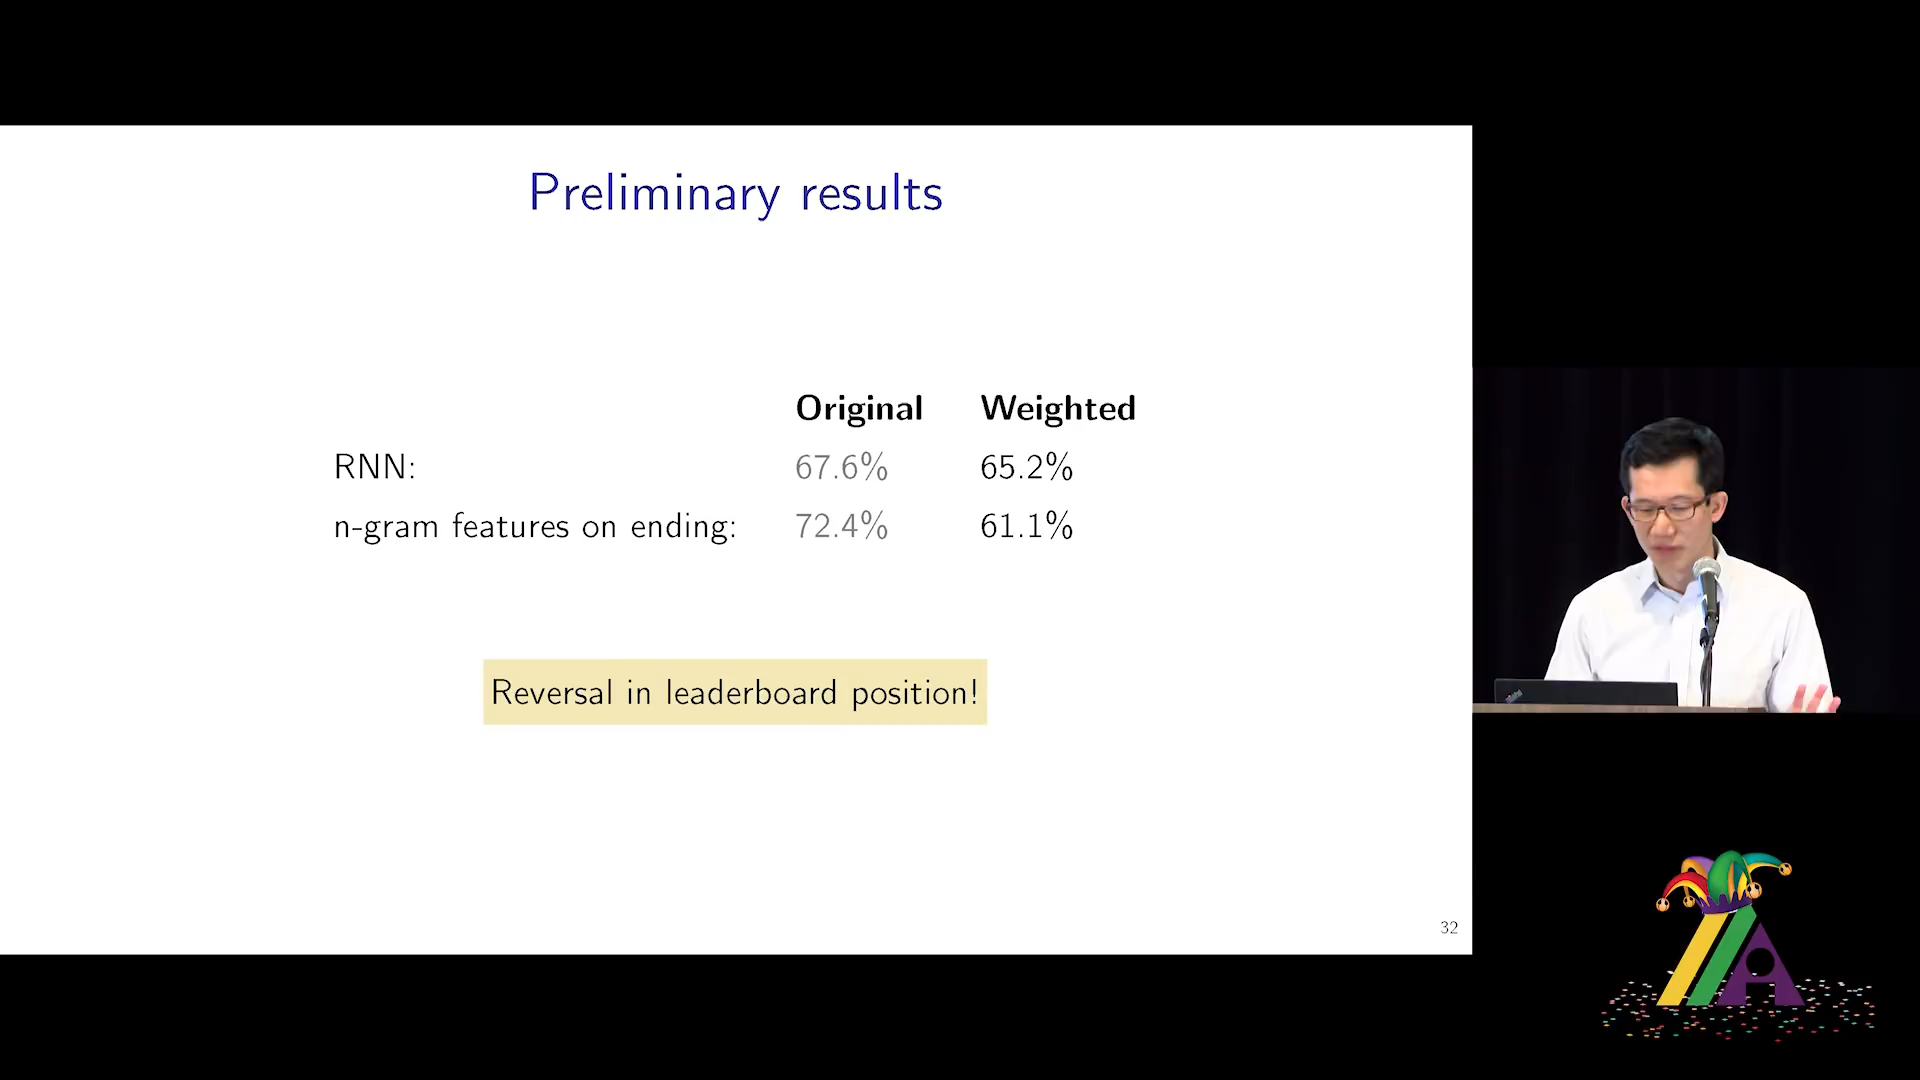 Preliminary results
Original Weighted
RNN: 67.6% 65.2%
n-gram features on ending: 72.4% 61.1%
Reversal in leaderboard position!
32